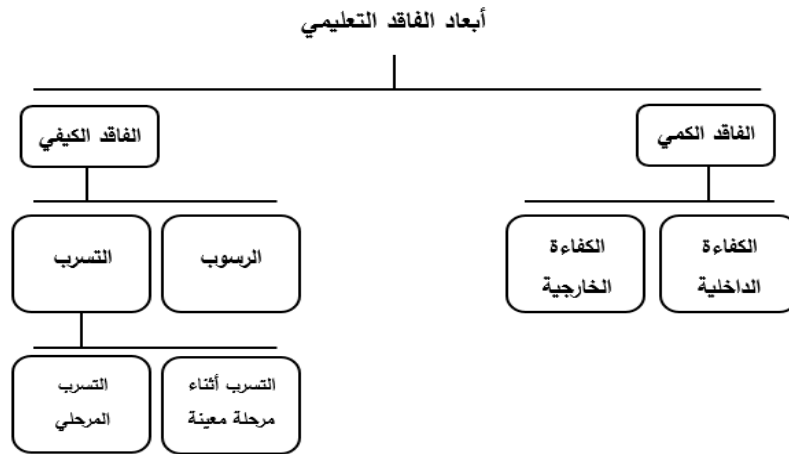 أبعاد الفاقد التعليمي
الفاقد الكمي
الفاقد الكيفي
الكفاءة
الداخلية
الكفاءة
الخارجية
الرسوب
التسرب
التسرب أثناء
مرحلة معينة
التسرب
المرحلي